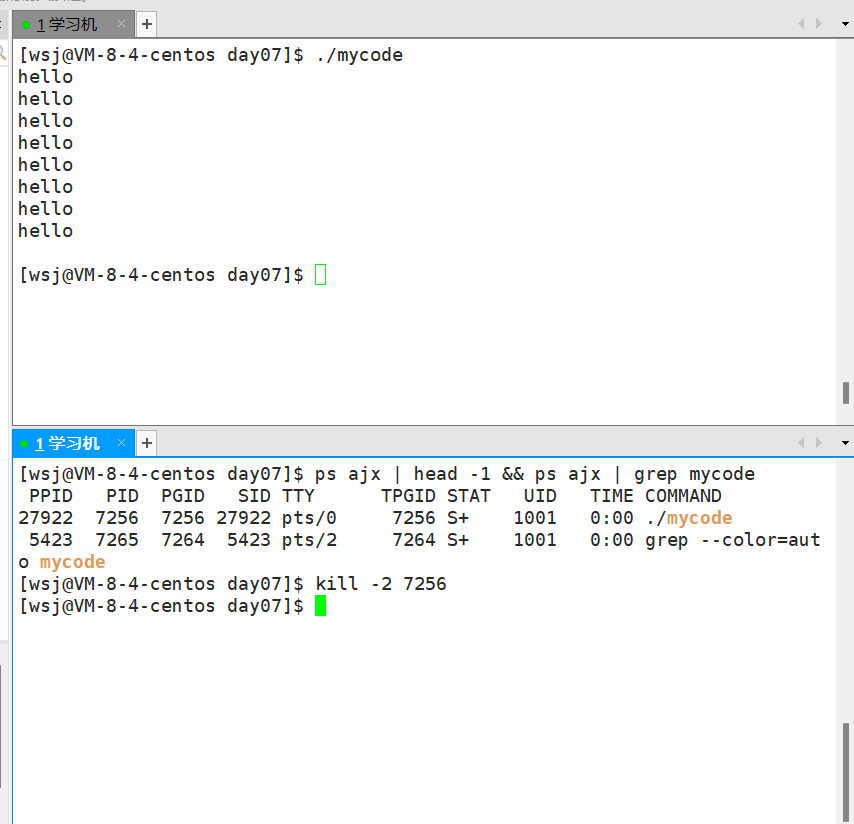 1 学习机 × +
[wsj@VM-8-4-centos day07]$ ./mycode
hello
hello
hello
hello
hello
hello
hello
hello
[wsj@VM-8-4-centos day07]$
1 学习机 × +
[wsj@VM-8-4-centos day07]$ ps ajx | head -1 && ps ajx | grep mycode
 PPID   PID  PGID   SID TTY      TPGID STAT   UID   TIME COMMAND
27922  7256  7256 27922 pts/0     7256 S+    1001   0:00 ./mycode
 5423  7265  7264  5423 pts/2     7264 S+    1001   0:00 grep --color=aut
o mycode
[wsj@VM-8-4-centos day07]$ kill -2 7256
[wsj@VM-8-4-centos day07]$